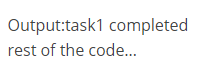 Output:task1 completed
rest of the code...